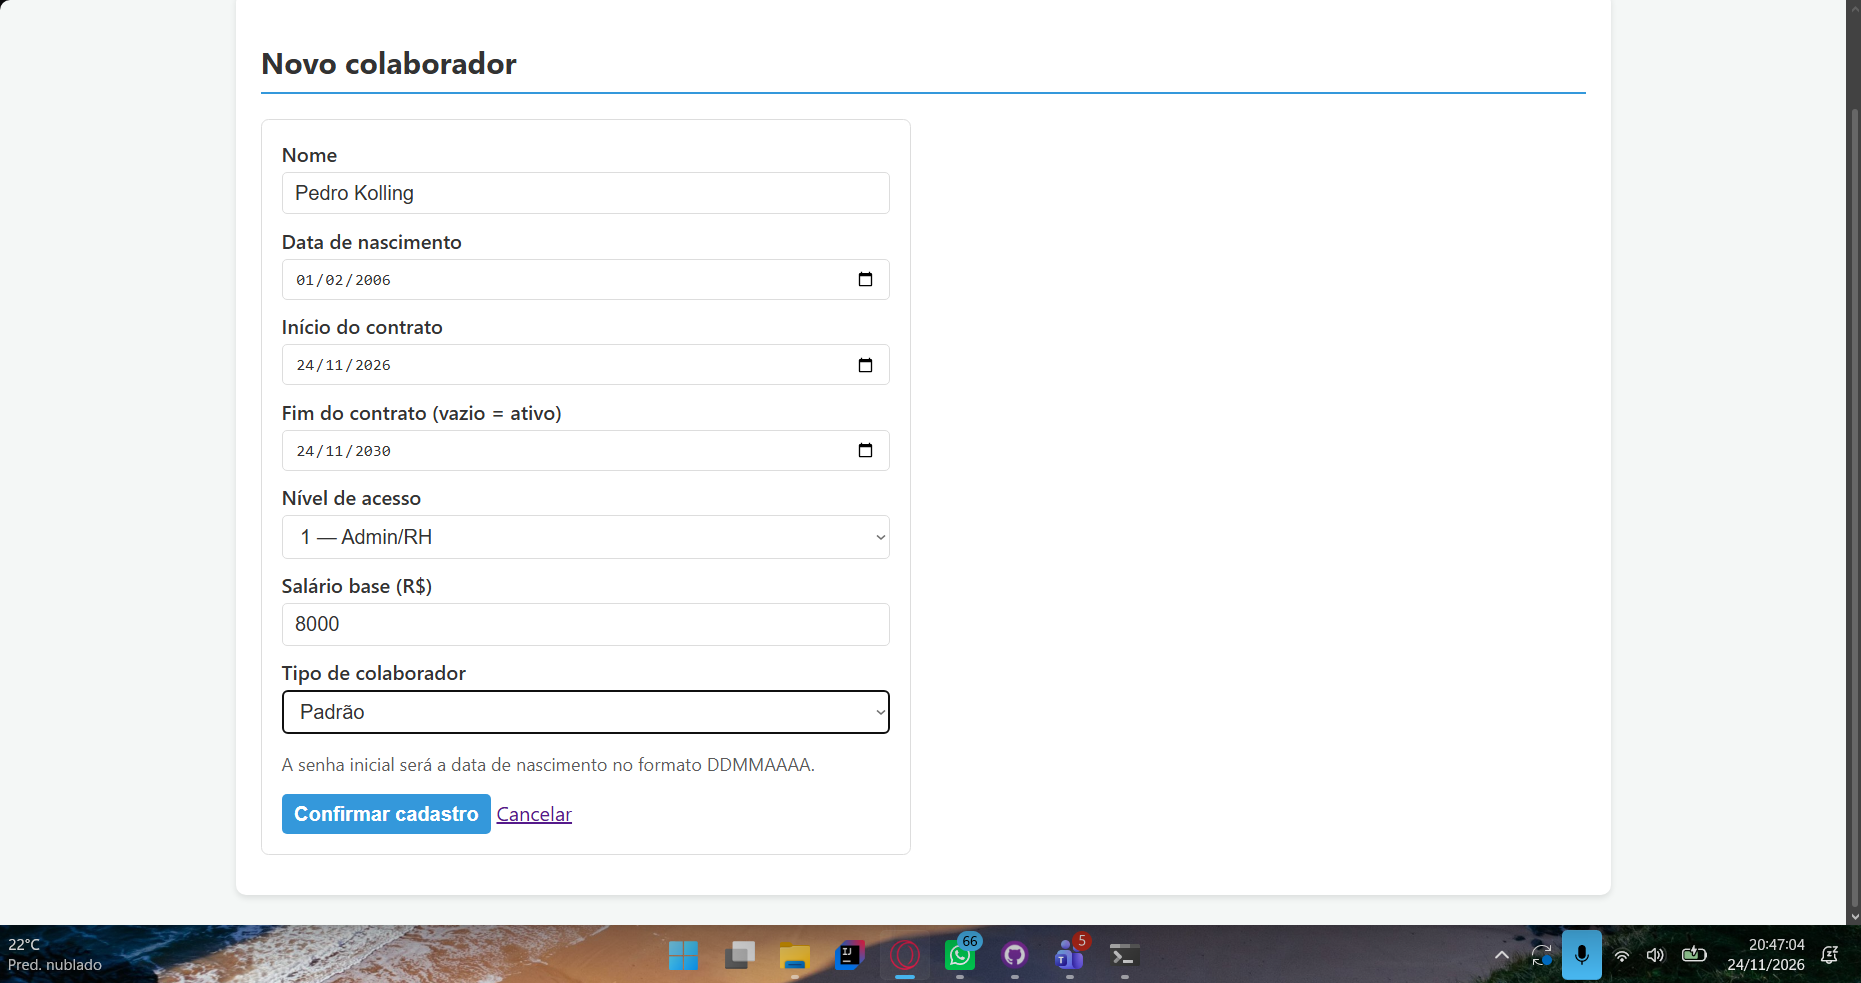 Novo colaborador
Nome
Pedro Kolling
Data de nascimento
01/02/2006
Início do contrato
24/11/2026
Fim do contrato (vazio = ativo)
24/11/2030
Nível de acesso
1 — Admin/RH
Salário base (R$)
8000
Tipo de colaborador
Padrão
A senha inicial será a data de nascimento no formato DDMMAAAA.
Confirmar cadastro Cancelar
22°C
Pred. nublado
IJ
66
5
T
20:47:04
24/11/2026